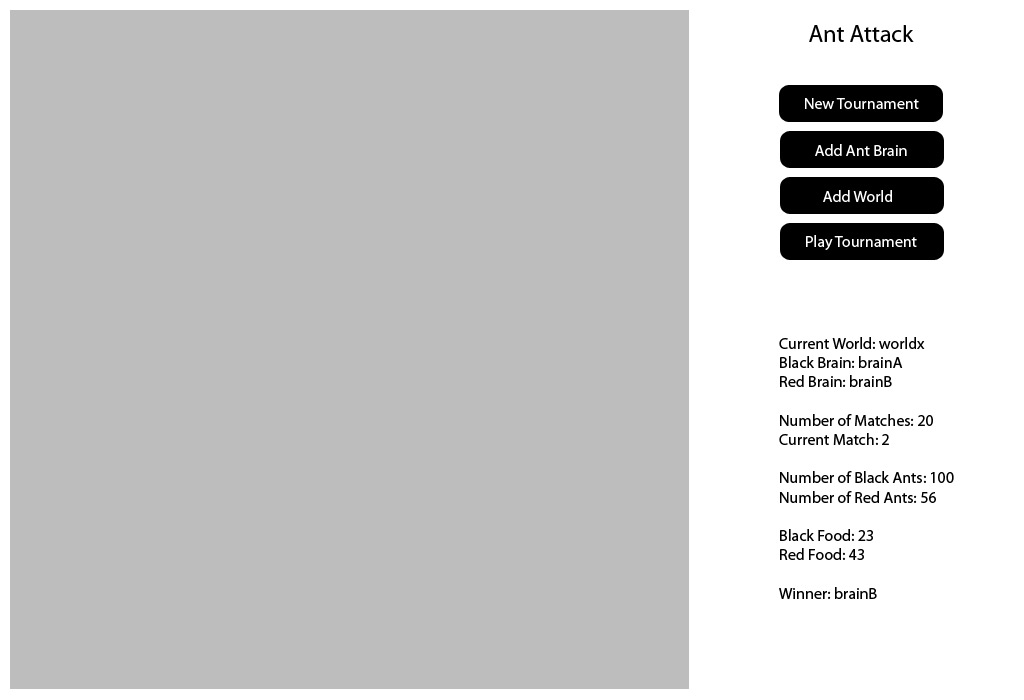 Ant Attack
New Tournament
Add Ant Brain
Add World
Play Tournament
Current World: worldx
Black Brain: brainA
Red Brain: brainB
Number of Matches: 20
Current Match: 2
Number of Black Ants: 100
Number of Red Ants: 56
Black Food: 23
Red Food: 43
Winner: brainB